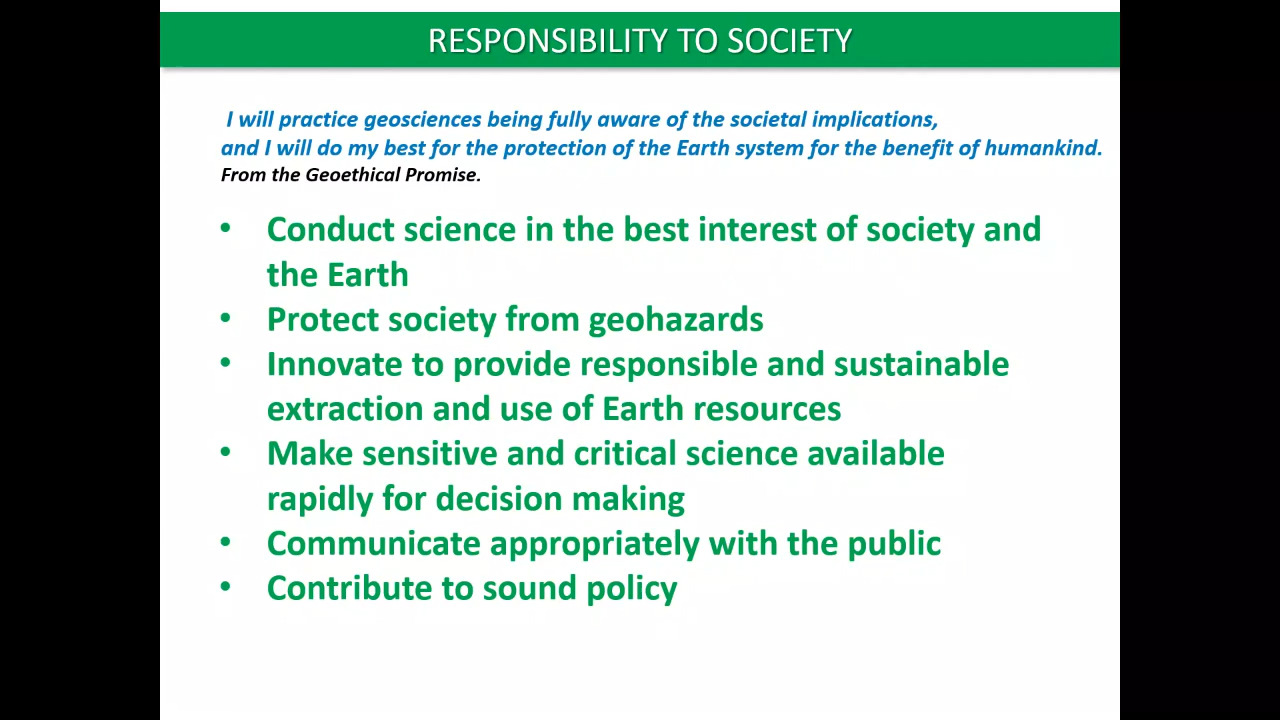 RESPONSIBILITY TO SOCIETY
I will practice geosciences being fully aware of the societal implications,
and I will do my best for the protection of the Earth system for the benefit of humankind.
From the Geoethical Promise.
• Conduct science in the best interest of society and
the Earth
• Protect society from geohazards
• Innovate to provide responsible and sustainable
extraction and use of Earth resources
• Make sensitive and critical science available
rapidly for decision making
• Communicate appropriately with the public
• Contribute to sound policy